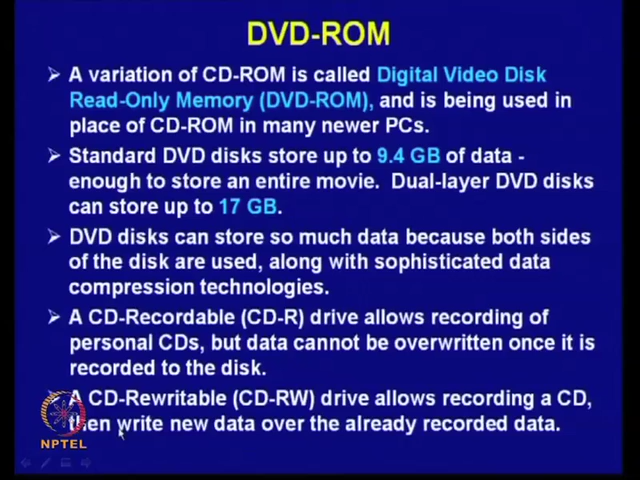 DVD-ROM
➢ A variation of CD-ROM is called Digital Video Disk
Read-Only Memory (DVD-ROM), and is being used in
place of CD-ROM in many newer PCs.
➢ Standard DVD disks store up to 9.4 GB of data -
enough to store an entire movie. Dual-layer DVD disks
can store up to 17 GB.
➢ DVD disks can store so much data because both sides
of the disk are used, along with sophisticated data
compression technologies.
➢ A CD-Recordable (CD-R) drive allows recording of
personal CDs, but data cannot be overwritten once it is
recorded to the disk.
➢ A CD-Rewritable (CD-RW) drive allows recording a CD,
then write new data over the already recorded data.
NPTEL